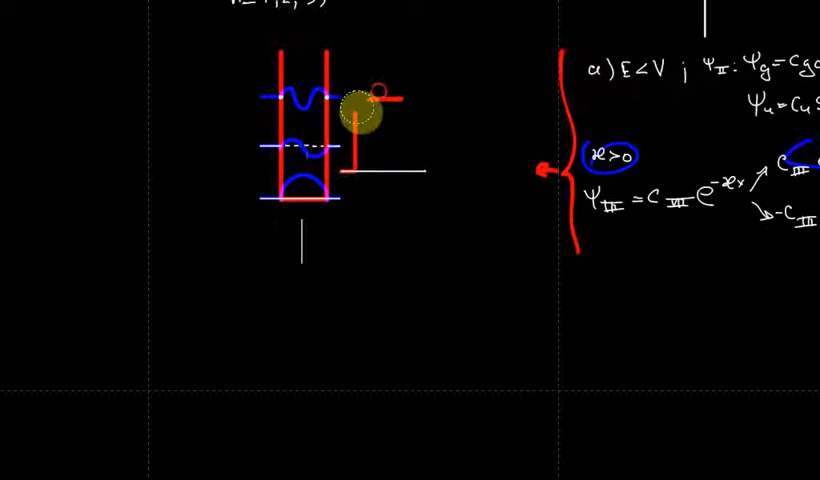 a) E < V ; Ψ_II : Ψ_g = C_g
Ψ_u = C_u
ϰ > 0
C_III
Ψ_III = C_III e^{-ϰx}
-C_III